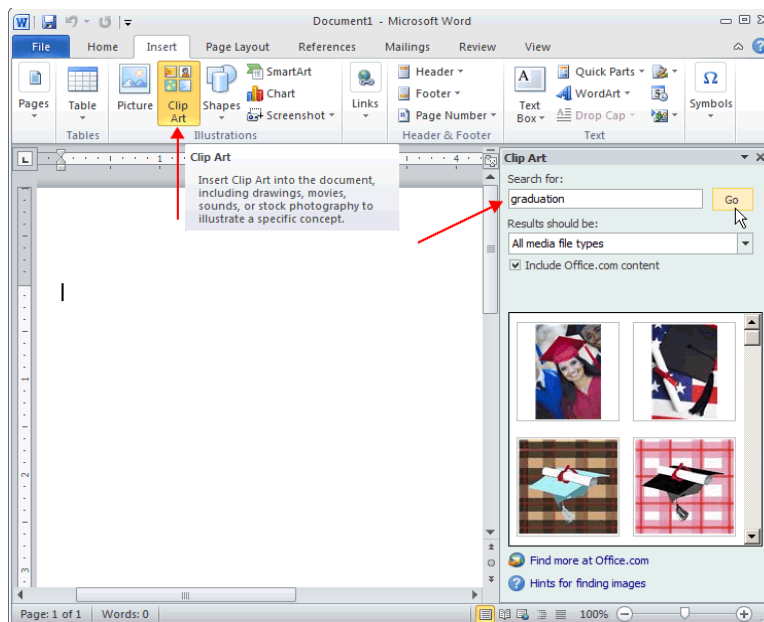 Document1 - Microsoft Word
File Home Insert Page Layout References Mailings Review View
Pages
Table
Tables
Picture
Clip Art
Shapes
SmartArt
Chart
Screenshot
Illustrations
Links
Header
Footer
Page Number
Header & Footer
A
Text Box
Quick Parts
WordArt
Drop Cap
Text
Ω
Symbols
Clip Art
Insert Clip Art into the document,
including drawings, movies,
sounds, or stock photography to
illustrate a specific concept.
1 4
Clip Art
Search for:
graduation Go
Results should be:
All media file types
Include Office.com content
Find more at Office.com
Hints for finding images
Page: 1 of 1 Words: 0 100%